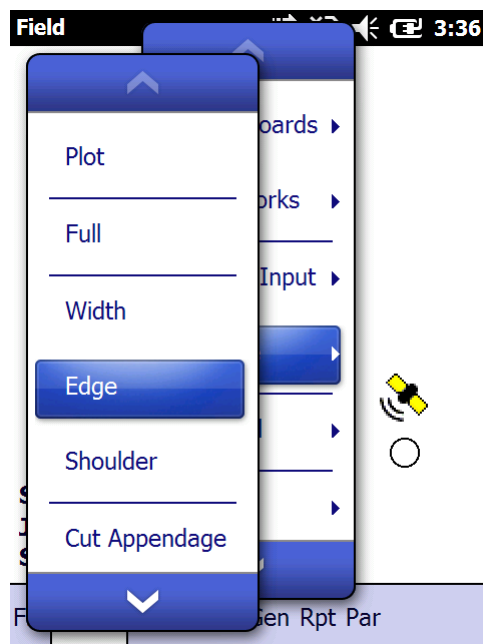 Field 3:36
Plot
oards
Full
orks
Width
Input
Edge
Shoulder
Cut Appendage
Gen Rpt Par